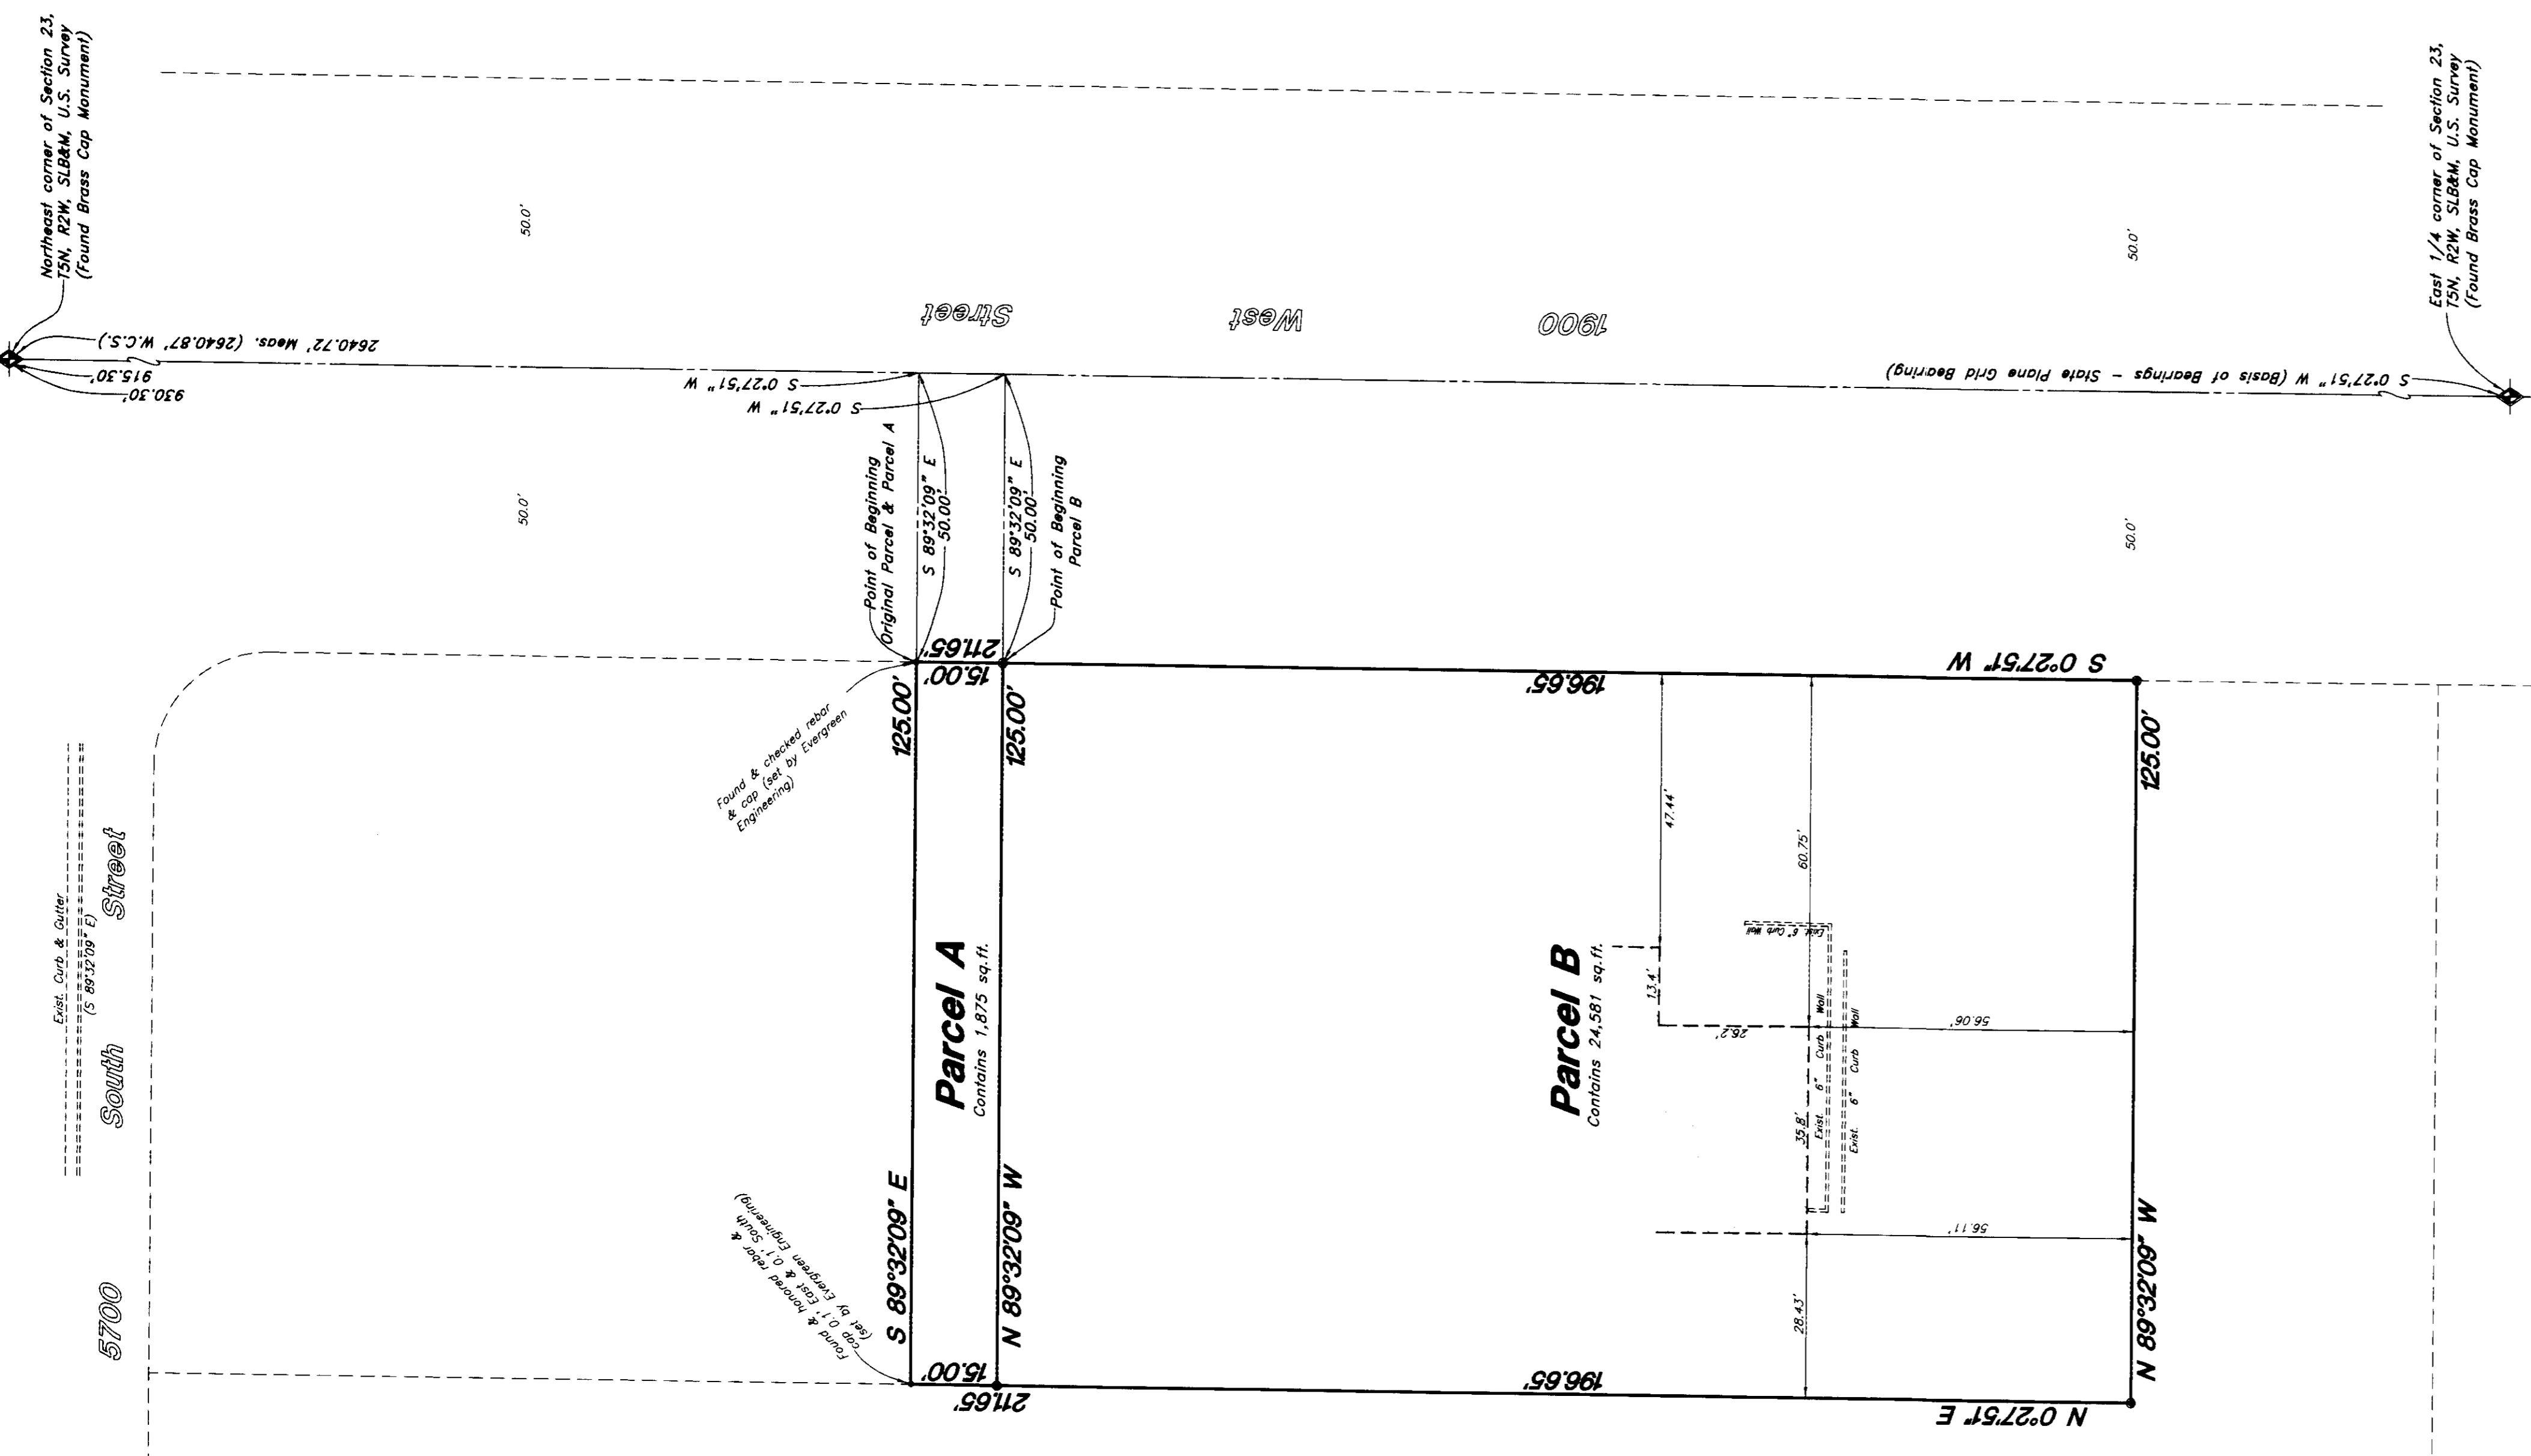 Northeast corner of Section 23,
T5N, R2W, SLB&M, U.S. Survey
(Found Brass Cap Monument)
East 1/4 corner of Section 23,
T5N, R2W, SLB&M, U.S. Survey
(Found Brass Cap Monument)
2640.72' Meas. (2640.87' W.C.S.)
915.30'
930.30'
50.0'
50.0'
50.0'
50.0'
1900
West
Street
S 0°27'51" W (Basis of Bearings - State Plane Grid Bearing)
S 0°27'51" W
S 0°27'51" W
Point of Beginning
Original Parcel & Parcel A
S 89°32'09" E
50.00'
S 89°32'09" E
50.00'
Point of Beginning
Parcel B
211.65'
15.00'
196.65'
S 0°27'51" W
125.00'
125.00'
125.00'
Found & checked rebar
& cap (set by Evergreen
Engineering)
Exist. Curb & Gutter
(S 89°32'09" E)
5700
South
Street
Parcel A
Contains 1,875 sq.ft.
Parcel B
Contains 24,581 sq.ft.
47.44'
60.75'
13.4'
26.2'
35.8'
56.06'
56.11'
28.43'
Exist. 6" Curb Wall
Exist. 6" Curb Wall
Exist. 6" Curb Wall
Found & honored rebar &
cap 0.1' East & 0.1' South
(set by Evergreen Engineering)
S 89°32'09" E
N 89°32'09" W
N 89°32'09" W
15.00'
211.65'
196.65'
N 0°27'51" E